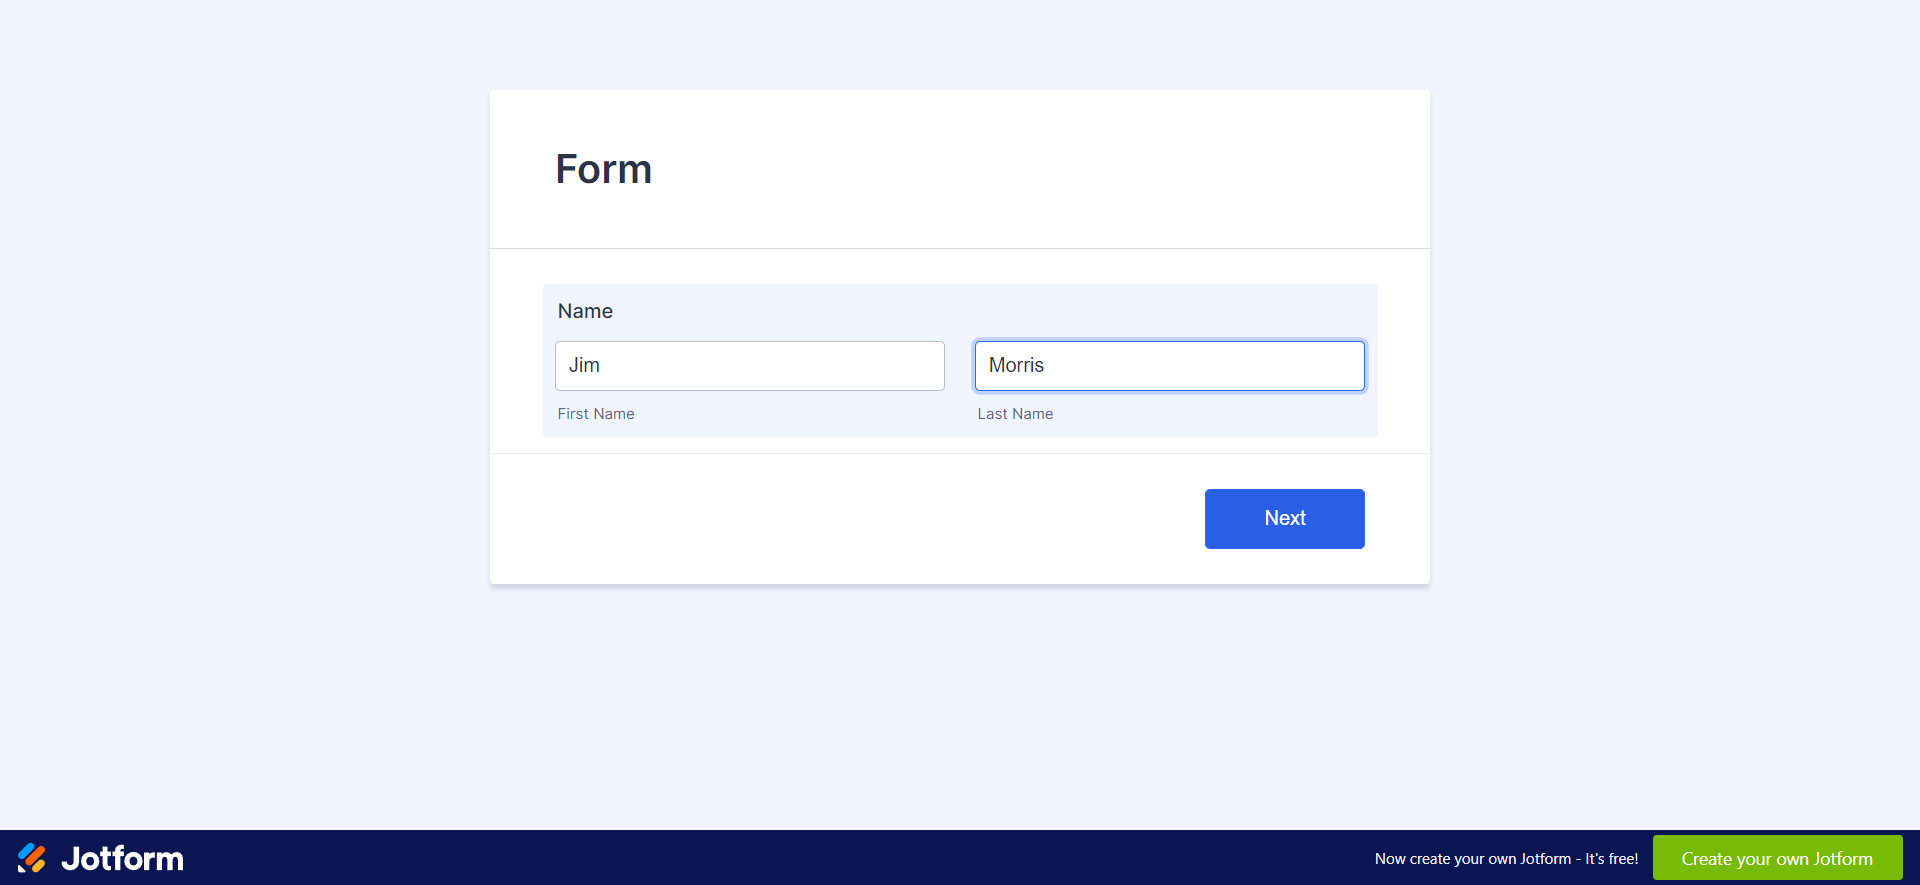 Form
Name
Jim
Morris
First Name
Last Name
Next
Jotform
Now create your own Jotform - It's free!
Create your own Jotform